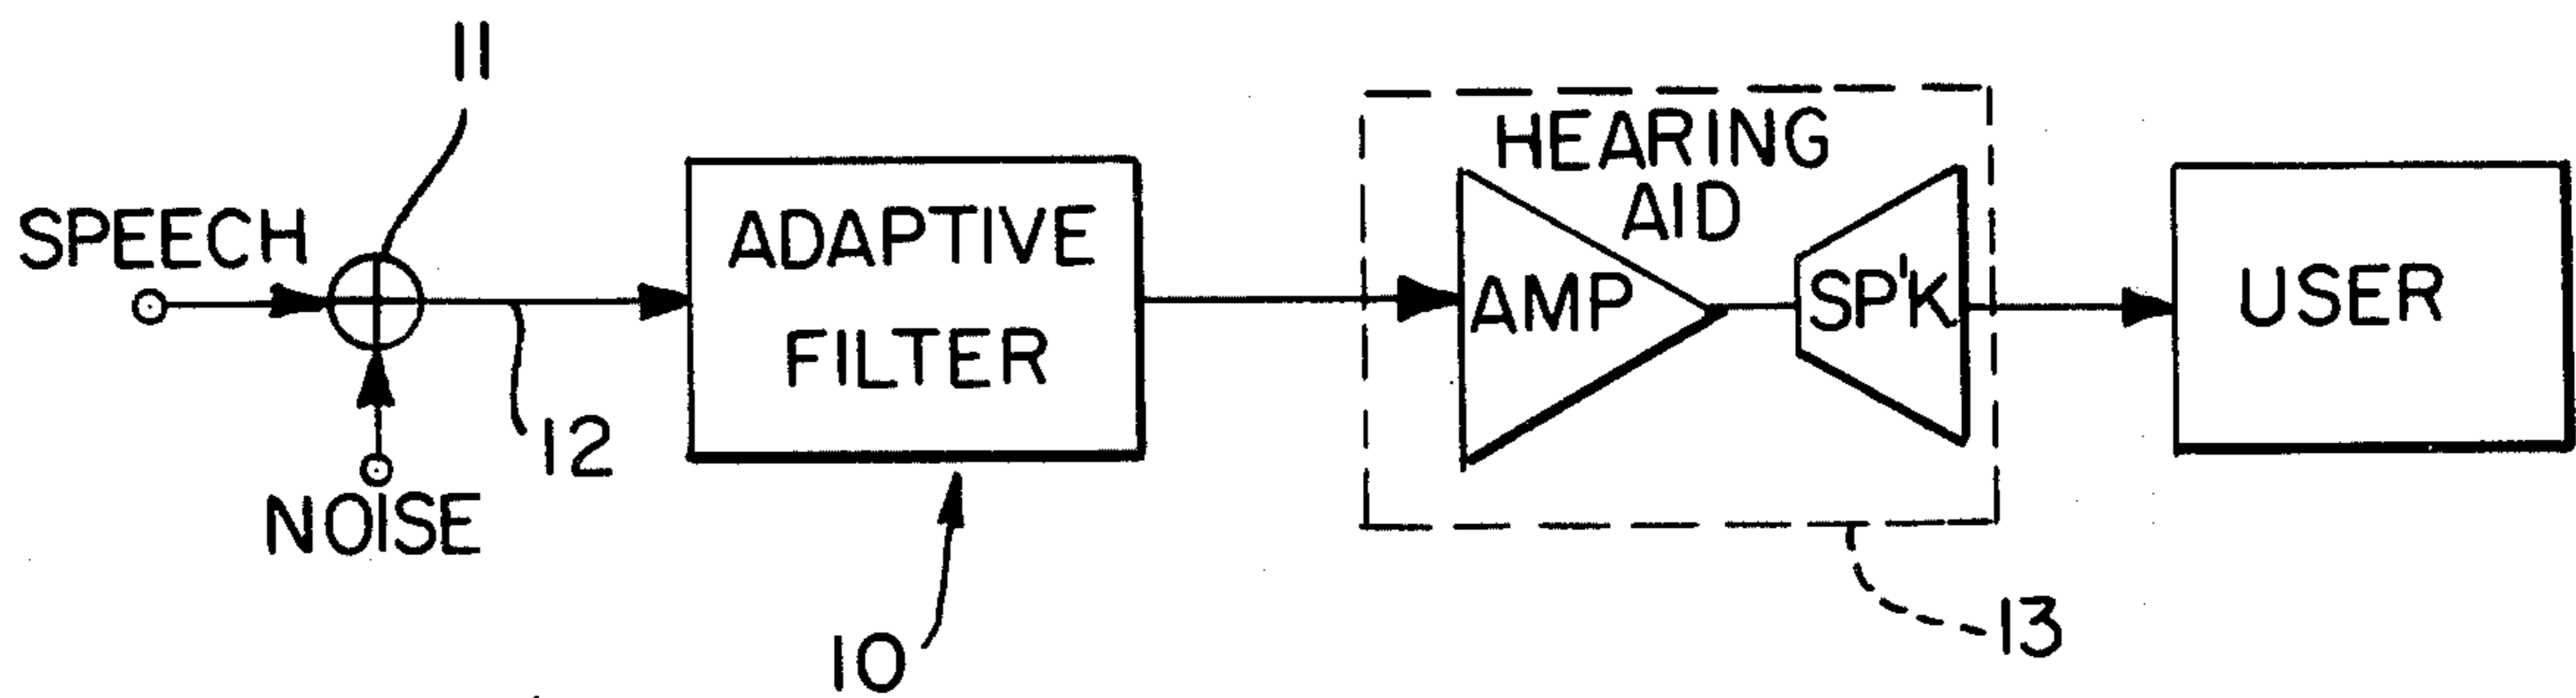 11
SPEECH
NOISE
12
ADAPTIVE
FILTER
10
HEARING
AID
AMP
SP'K
13
USER